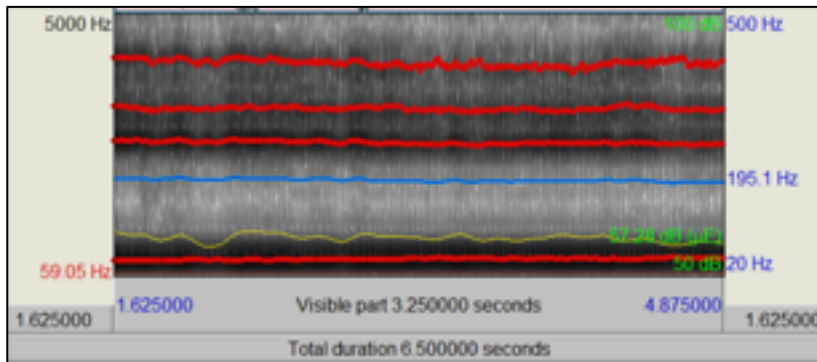 5000 Hz 100 dB 500 Hz
195.1 Hz
57.28 dB (µE)
59.05 Hz 50 dB 20 Hz
1.625000 Visible part 3.250000 seconds 4.875000
1.625000 1.625000
Total duration 6.500000 seconds